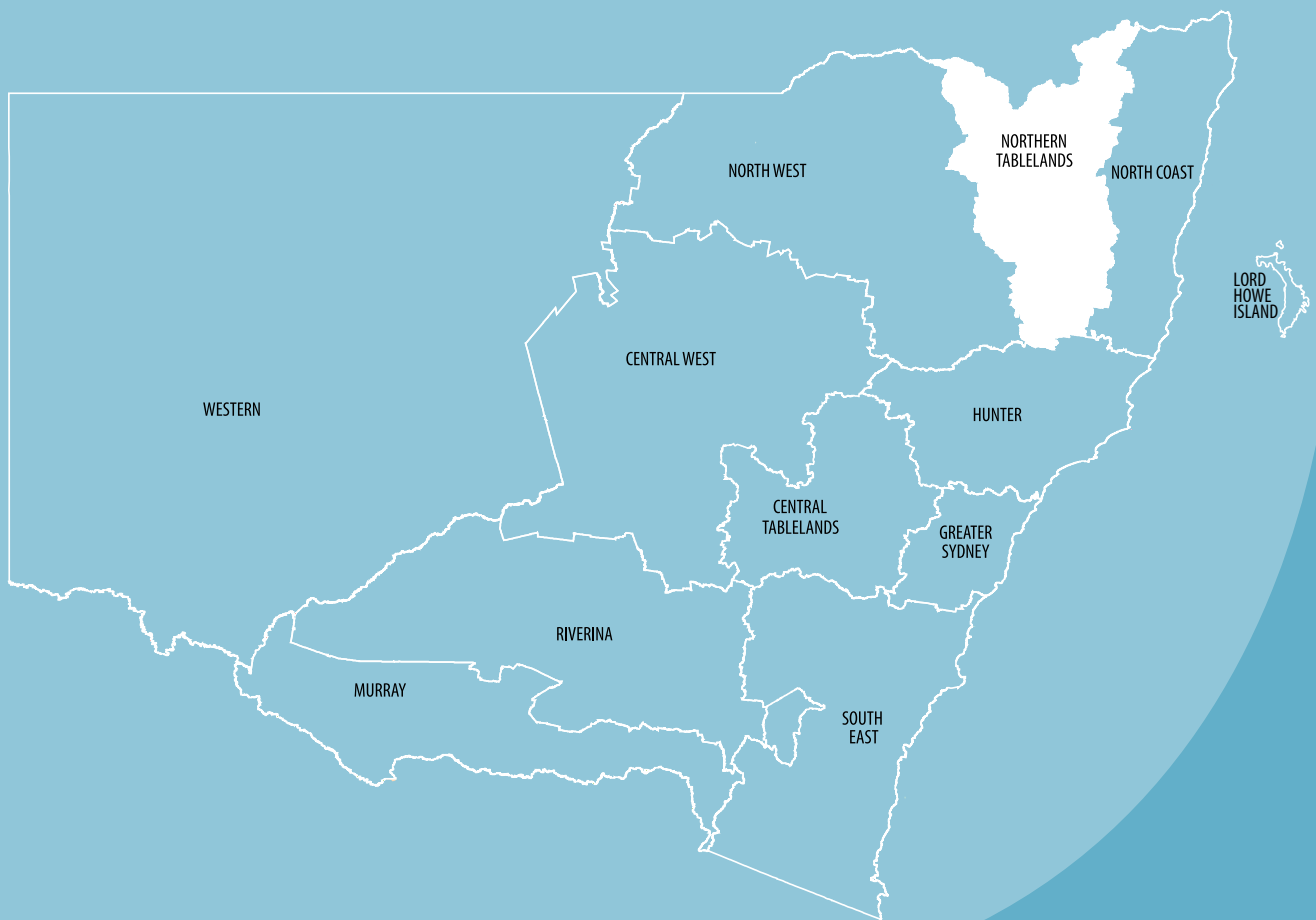 NORTHERN
TABLELANDS
NORTH WEST
NORTH COAST
LORD
HOWE
ISLAND
CENTRAL WEST
WESTERN
HUNTER
CENTRAL
TABLELANDS
GREATER
SYDNEY
RIVERINA
MURRAY
SOUTH
EAST